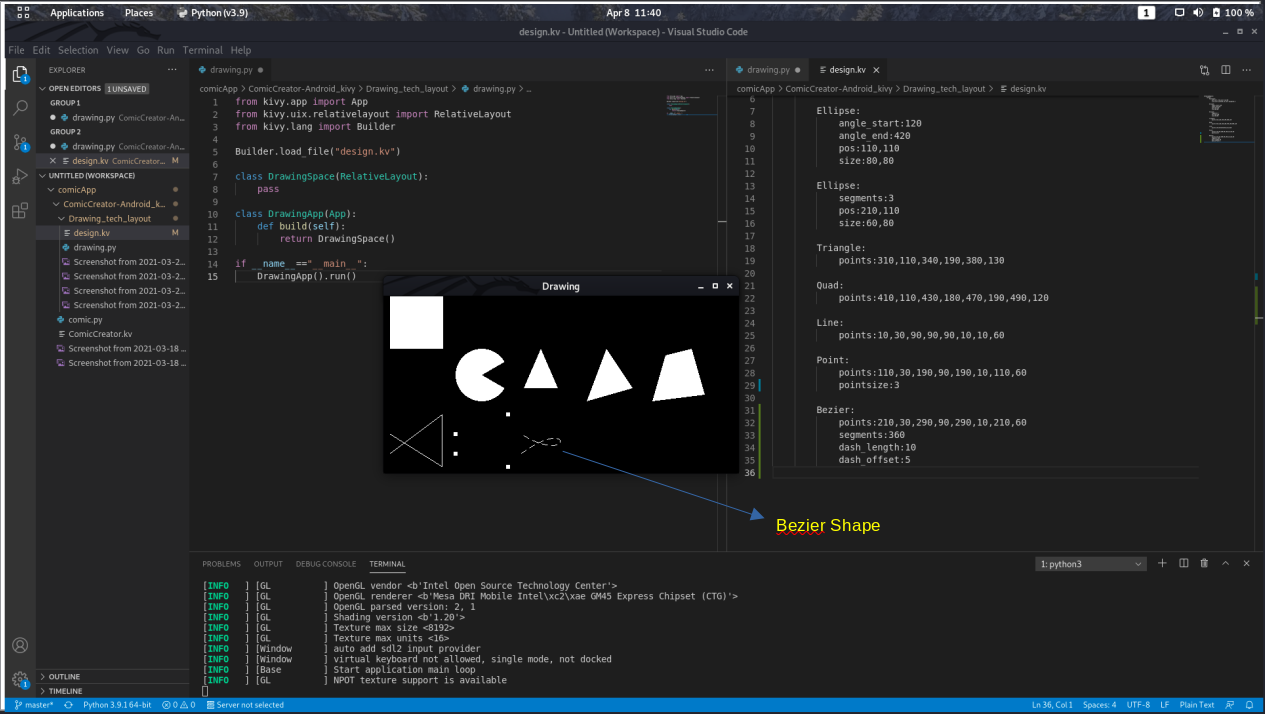 Applications Places Python (v3.9) Apr 8 11:40 1 100 %
design.kv - Untitled (Workspace) - Visual Studio Code
File Edit Selection View Go Run Terminal Help
EXPLORER
OPEN EDITORS 1 UNSAVED
GROUP 1
drawing.py ComicCreator-An...
GROUP 2
drawing.py ComicCreator-An...
design.kv ComicCreator... M
UNTITLED (WORKSPACE)
comicApp
ComicCreator-Android_k...
Drawing_tech_layout
design.kv M
drawing.py
Screenshot from 2021-03-2...
Screenshot from 2021-03-2...
Screenshot from 2021-03-2...
Screenshot from 2021-03-2...
comic.py
ComicCreator.kv
Screenshot from 2021-03-18 ...
Screenshot from 2021-03-18 ...
OUTLINE
TIMELINE
drawing.py
comicApp > ComicCreator-Android_kivy > Drawing_tech_layout > drawing.py > ...
1 from kivy.app import App
2 from kivy.uix.relativelayout import RelativeLayout
3 from kivy.lang import Builder
4
5 Builder.load_file("design.kv")
6
7 class DrawingSpace(RelativeLayout):
8 pass
9
10 class DrawingApp(App):
11 def build(self):
12 return DrawingSpace()
13
14 if __name__=="__main__":
15 DrawingApp().run()
Drawing
drawing.py design.kv
comicApp > ComicCreator-Android_kivy > Drawing_tech_layout > design.kv
6
7 Ellipse:
8 angle_start:120
9 angle_end:420
10 pos:110,110
11 size:80,80
12
13 Ellipse:
14 segments:3
15 pos:210,110
16 size:60,80
17
18 Triangle:
19 points:310,110,340,190,380,130
20
21 Quad:
22 points:410,110,430,180,470,190,490,120
23
24 Line:
25 points:10,30,90,90,90,10,10,60
26
27 Point:
28 points:110,30,190,90,190,10,110,60
29 pointsize:3
30
31 Bezier:
32 points:210,30,290,90,290,10,210,60
33 segments:360
34 dash_length:10
35 dash_offset:5
36
Bezier Shape
PROBLEMS OUTPUT DEBUG CONSOLE TERMINAL 1: python3
[INFO ] [GL ] OpenGL vendor <b'Intel Open Source Technology Center'>
[INFO ] [GL ] OpenGL renderer <b'Mesa DRI Mobile Intel\xc2\xae GM45 Express Chipset (CTG)'>
[INFO ] [GL ] OpenGL parsed version: 2, 1
[INFO ] [GL ] Shading version <b'1.20'>
[INFO ] [GL ] Texture max size <8192>
[INFO ] [GL ] Texture max units <16>
[INFO ] [Window ] auto add sdl2 input provider
[INFO ] [Window ] virtual keyboard not allowed, single mode, not docked
[INFO ] [Base ] Start application main loop
[INFO ] [GL ] NPOT texture support is available
master* Python 3.9.1 64-bit 0 0 Server not selected Ln 36, Col 1 Spaces: 4 UTF-8 LF Plain Text